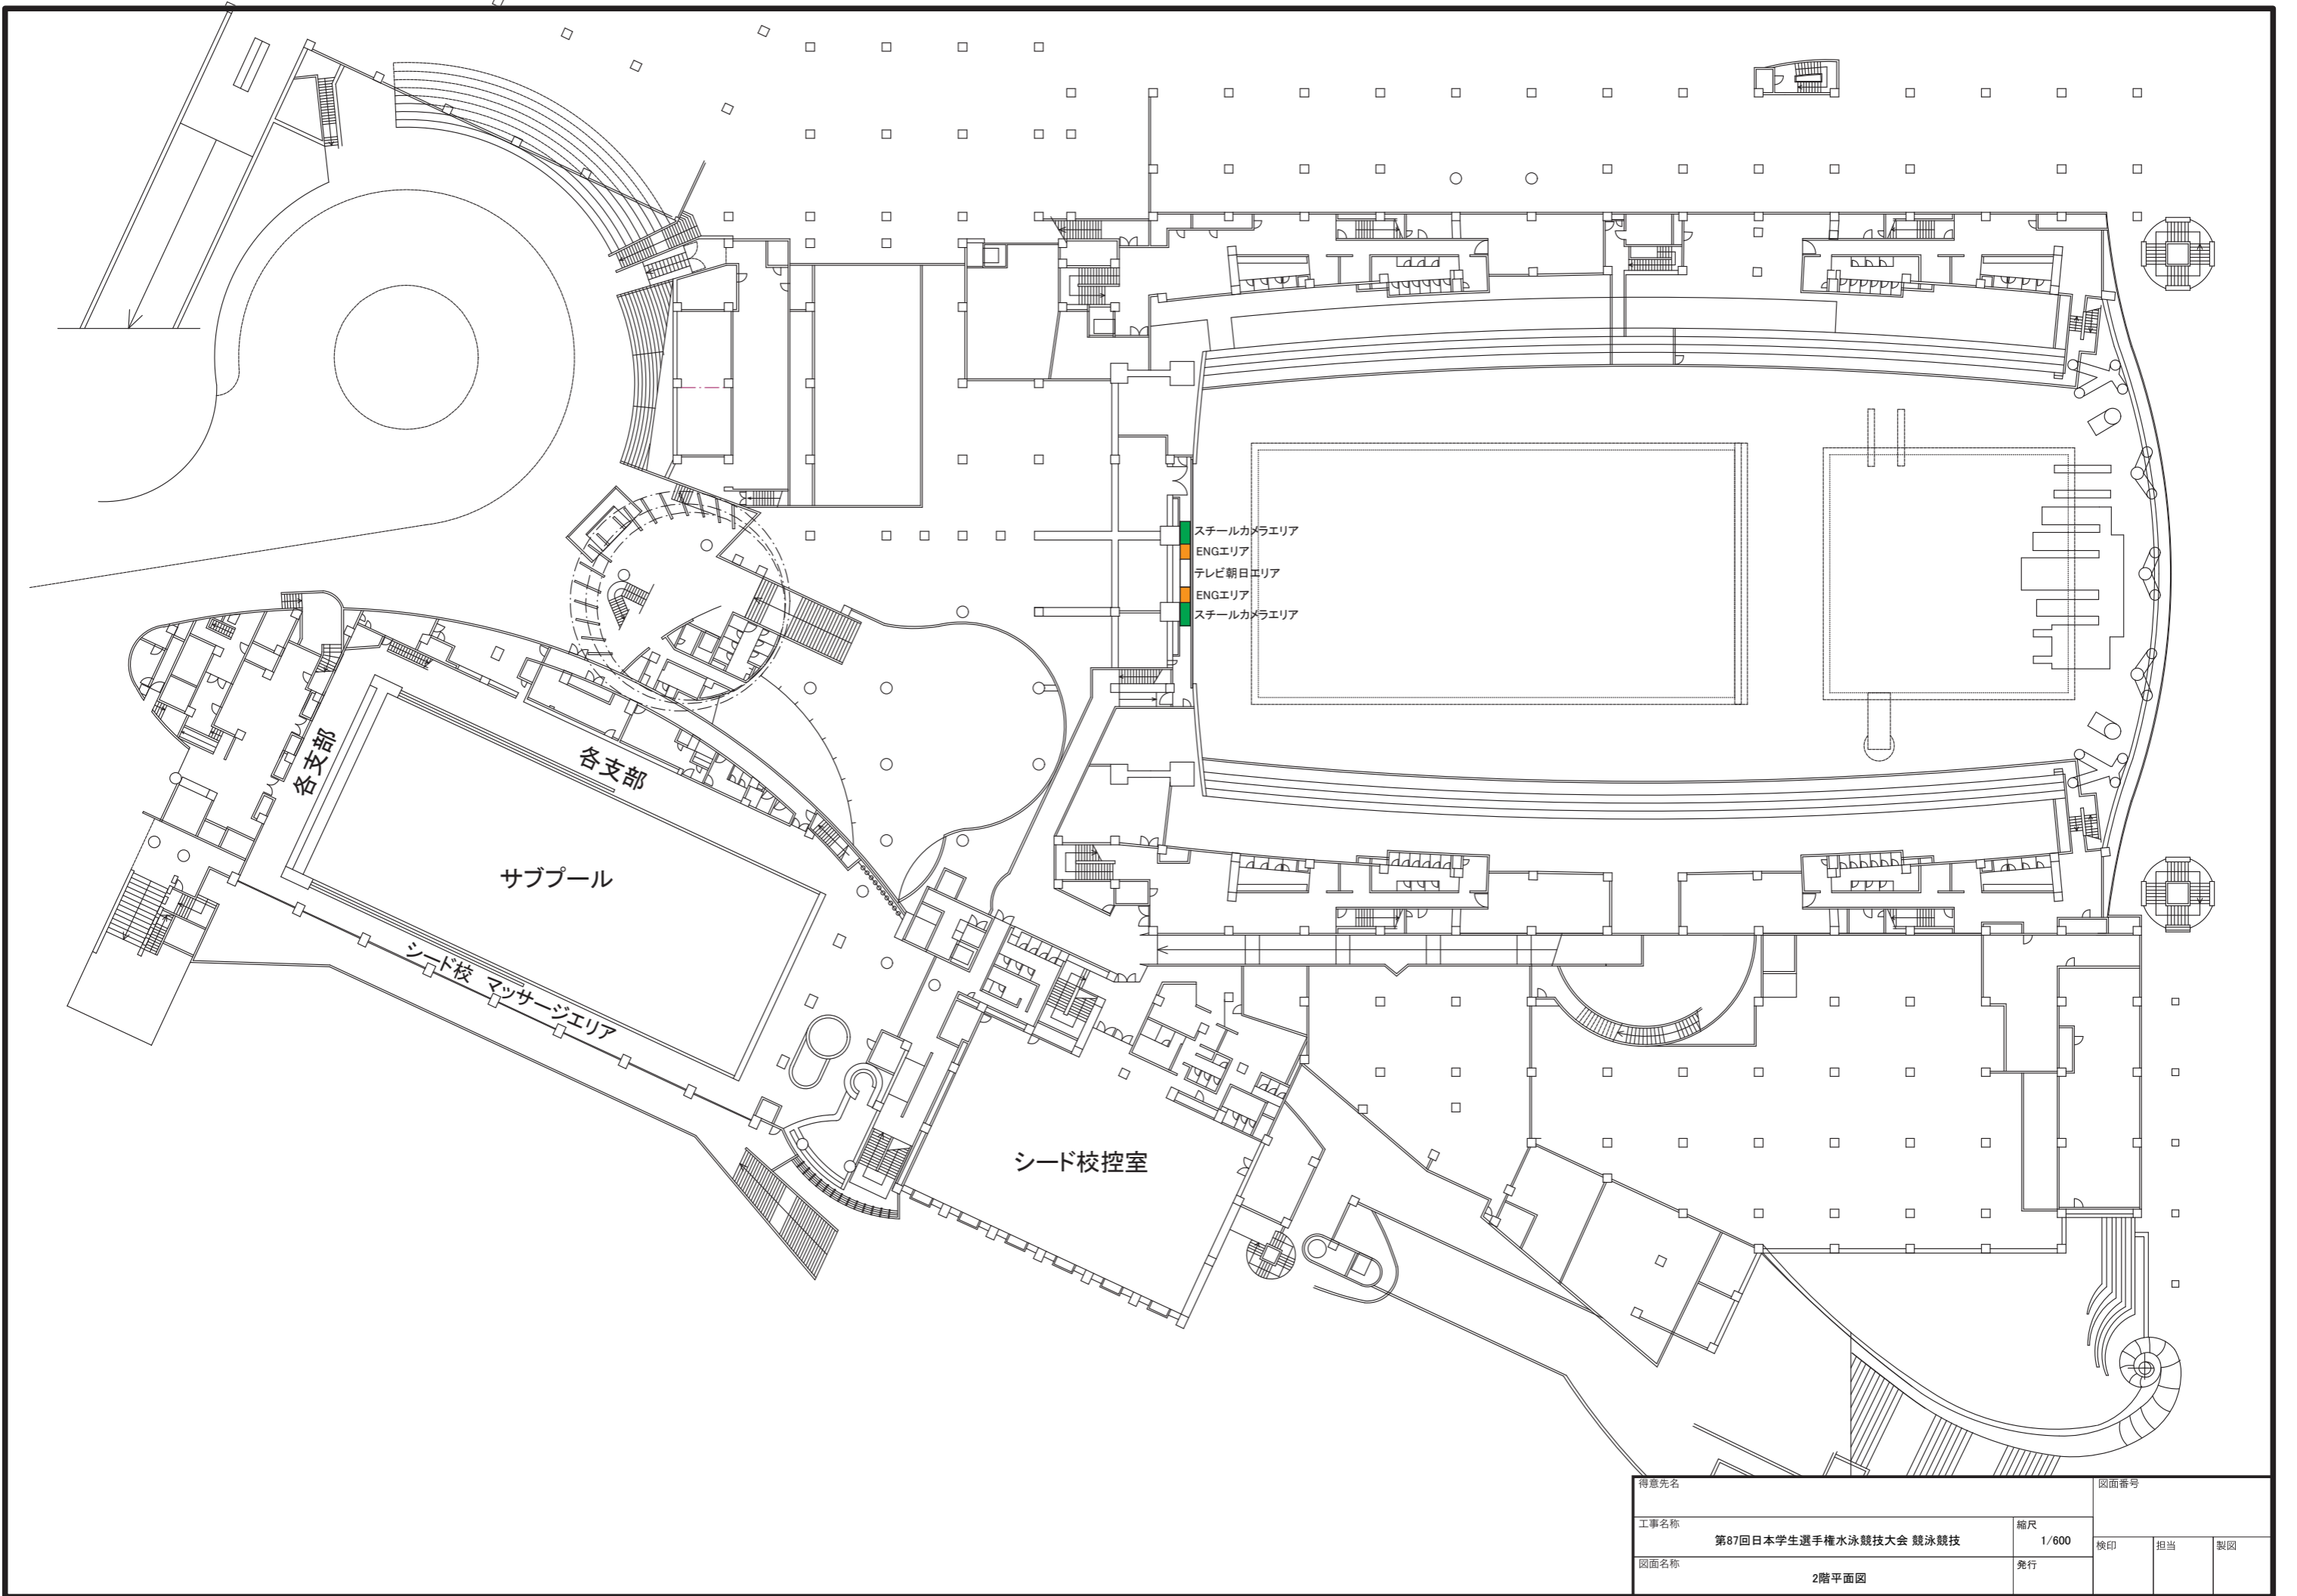 スチールカメラエリア
ENGエリア
テレビ朝日エリア
ENGエリア
スチールカメラエリア
各支部
各支部
サブプール
シード校 マッサージエリア
シード校控室
得意先名
図面番号
工事名称
第87回日本学生選手権水泳競技大会 競泳競技
縮尺
1/600
検印
担当
製図
図面名称
2階平面図
発行